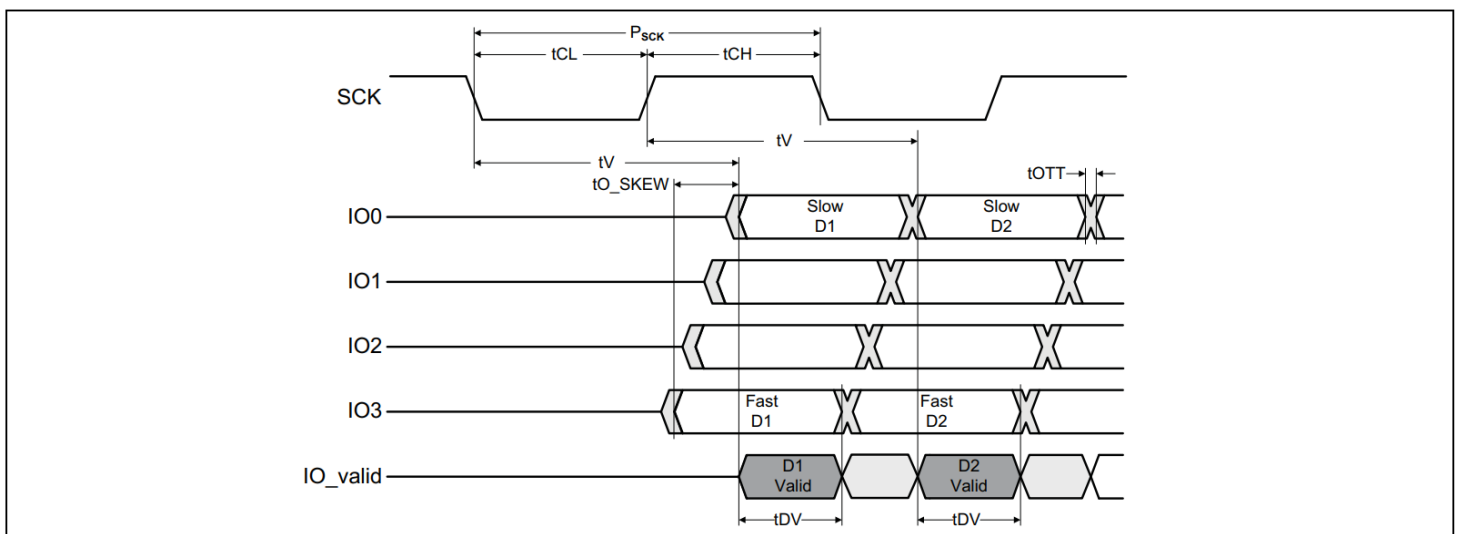 PSCK
tCL
tCH
SCK
tV
tV
tO_SKEW
tOTT
IO0
Slow
D1
Slow
D2
IO1
IO2
IO3
Fast
D1
Fast
D2
IO_valid
D1
Valid
D2
Valid
tDV
tDV